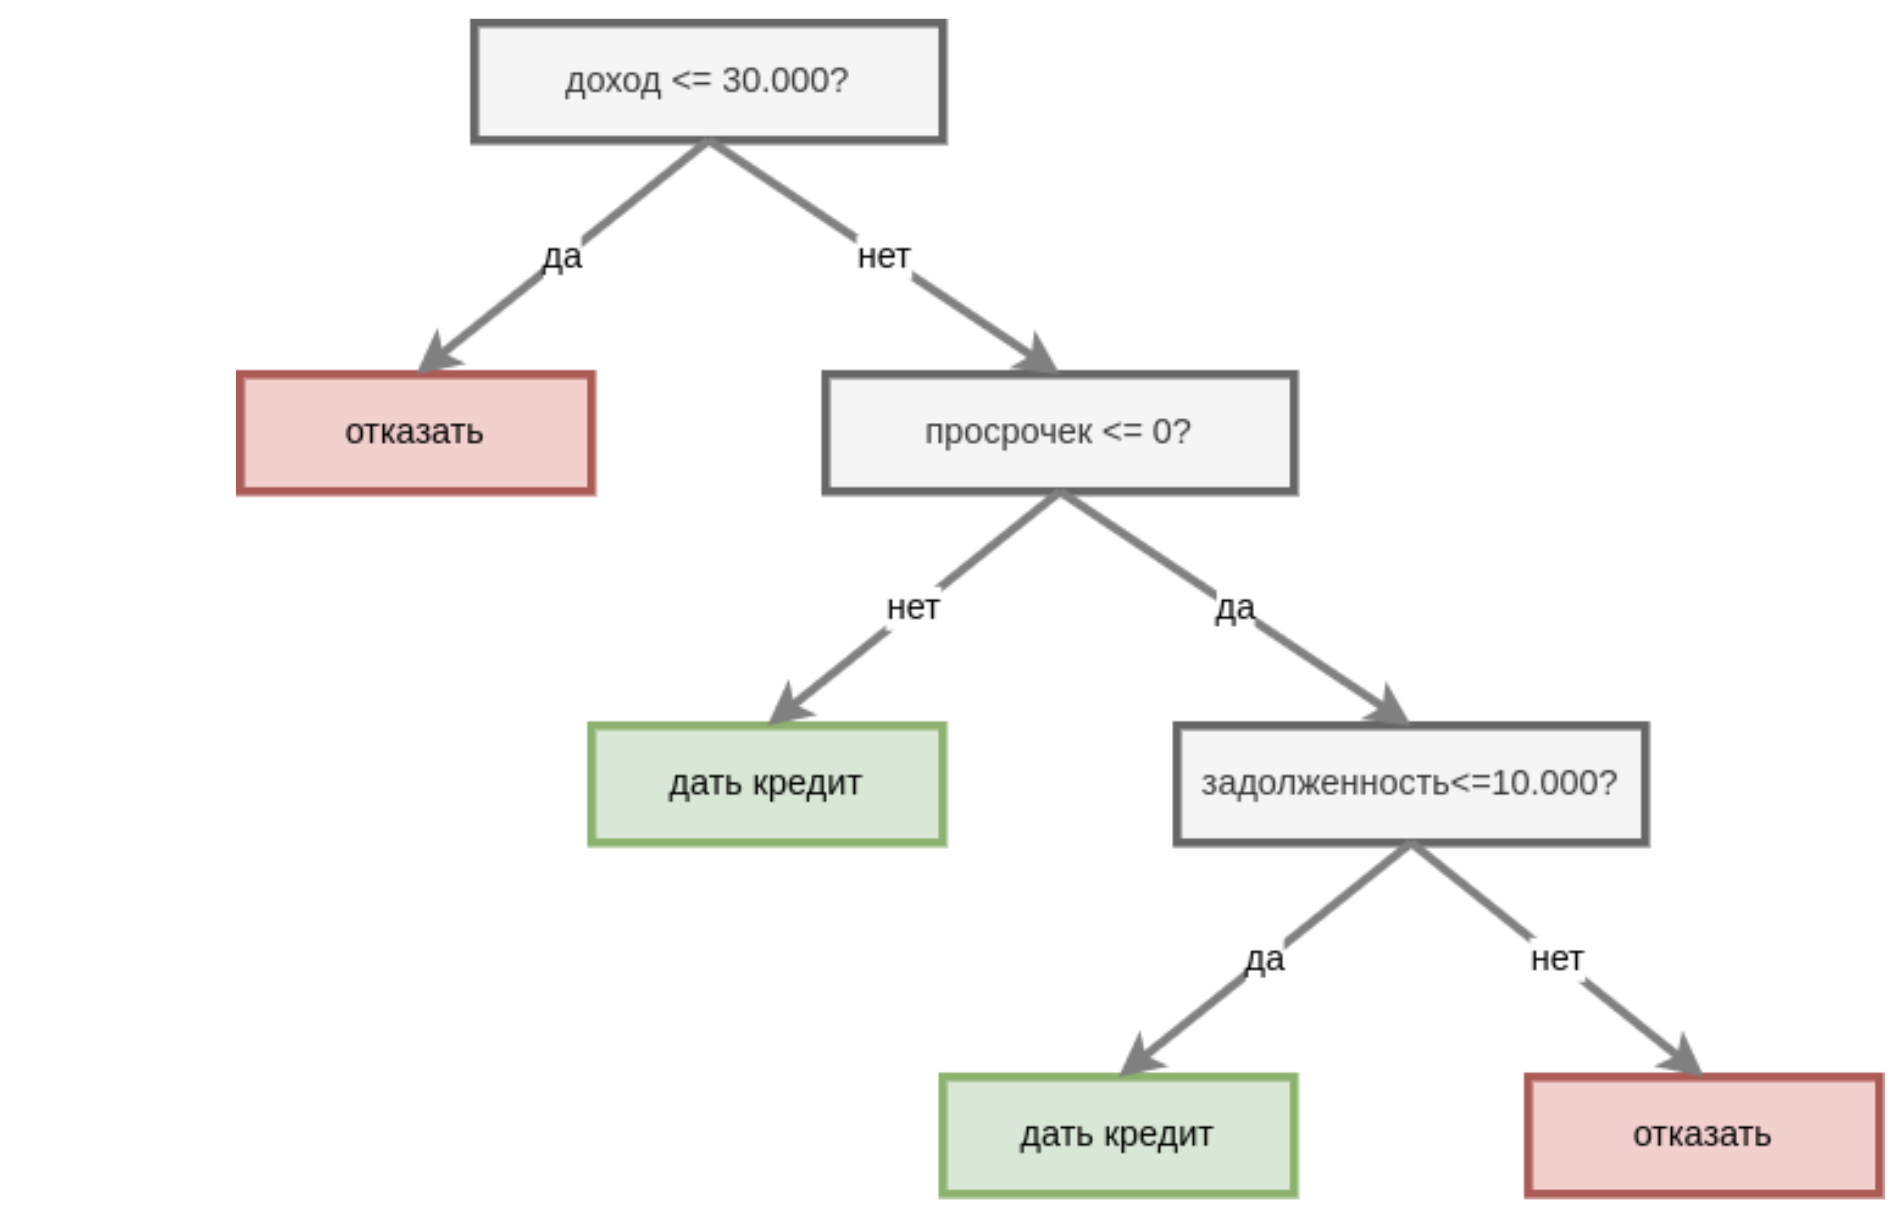 доход <= 30.000?
да
нет
отказать
просрочек <= 0?
нет
да
дать кредит
задолженность<=10.000?
да
нет
дать кредит
отказать